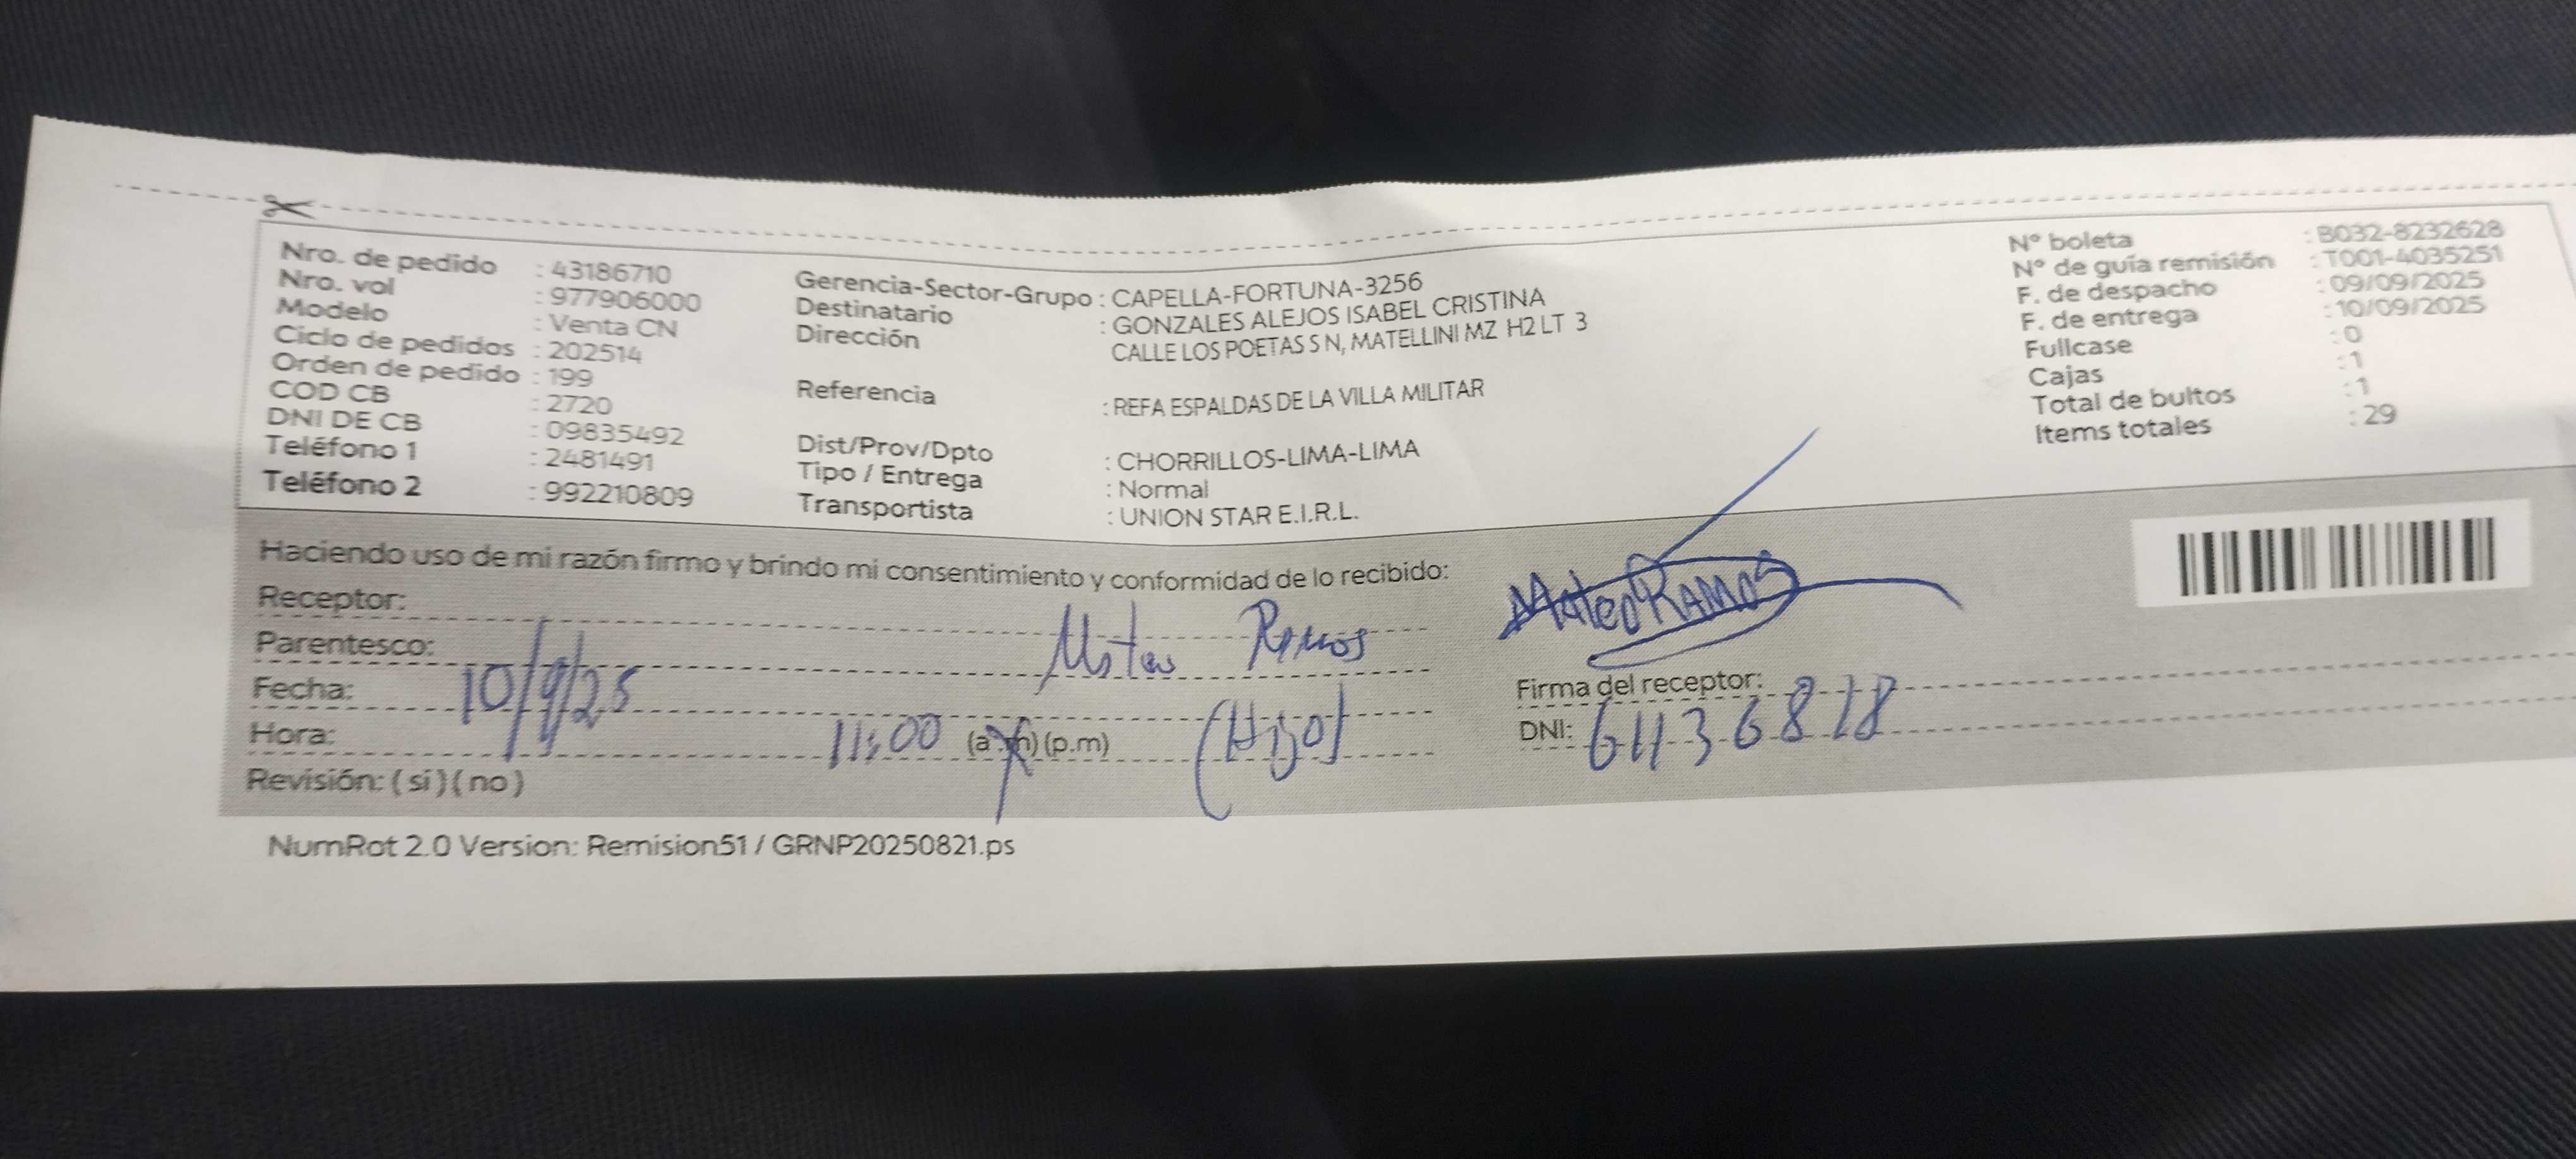 Nro. de pedido : 43186710
Nro. vol : 977906000
Modelo : Venta CN
Ciclo de pedidos : 202514
Orden de pedido : 199
COD CB : 2720
DNI DE CB : 09835492
Teléfono 1 : 2481491
Teléfono 2 : 992210809
Gerencia-Sector-Grupo : CAPELLA-FORTUNA-3256
Destinatario : GONZALES ALEJOS ISABEL CRISTINA
Dirección CALLE LOS POETAS S N, MATELLINI MZ H2 LT 3
Referencia : REFA ESPALDAS DE LA VILLA MILITAR
Dist/Prov/Dpto : CHORRILLOS-LIMA-LIMA
Tipo / Entrega : Normal
Transportista : UNION STAR E.I.R.L.
N° boleta : B032-8232628
N° de guía remisión : T001-4035251
F. de despacho : 09/09/2025
F. de entrega : 10/09/2025
Fullcase : 0
Cajas : 1
Total de bultos : 1
Items totales : 29
Haciendo uso de mi razón firmo y brindo mi consentimiento y conformidad de lo recibido:
Receptor: Mateo Ramos
Parentesco:
Fecha: 10/9/25
Hora: 11:00 (a.m) (p.m) (Hijo)
Revisión: (si) (no)
Mateo RAMOS
Firma del receptor:
DNI: 61136818
NumRot 2.0 Version: Remision51 / GRNP20250821.ps